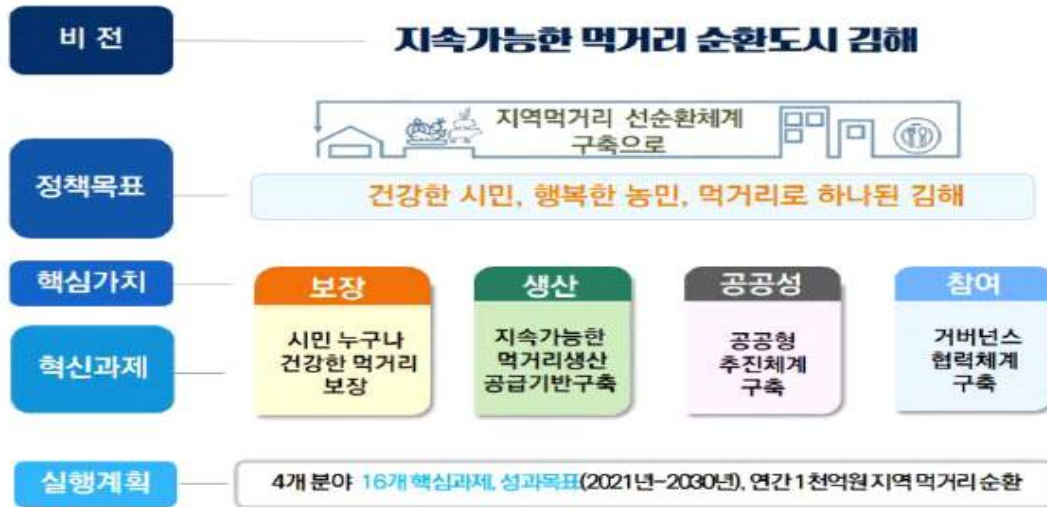 비 전
지속가능한 먹거리 순환도시 김해
정책목표
지역먹거리 선순환체계
구축으로
건강한 시민, 행복한 농민, 먹거리로 하나된 김해
핵심가치
보장
생산
공공성
참여
혁신과제
시민 누구나
건강한 먹거리
보장
지속가능한
먹거리생산
공급기반구축
공공형
추진체계
구축
거버넌스
협력체계
구축
실행계획
4개 분야 16개 핵심과제, 성과목표(2021년~2030년), 연간 1천억원 지역 먹거리 순환